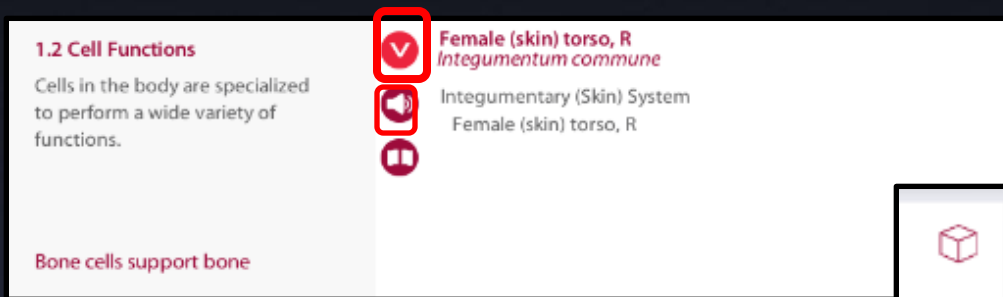 1.2 Cell Functions
Cells in the body are specialized
to perform a wide variety of
functions.
Bone cells support bone
V
Female (skin) torso, R
Integumentum commune
Integumentary (Skin) System
Female (skin) torso, R